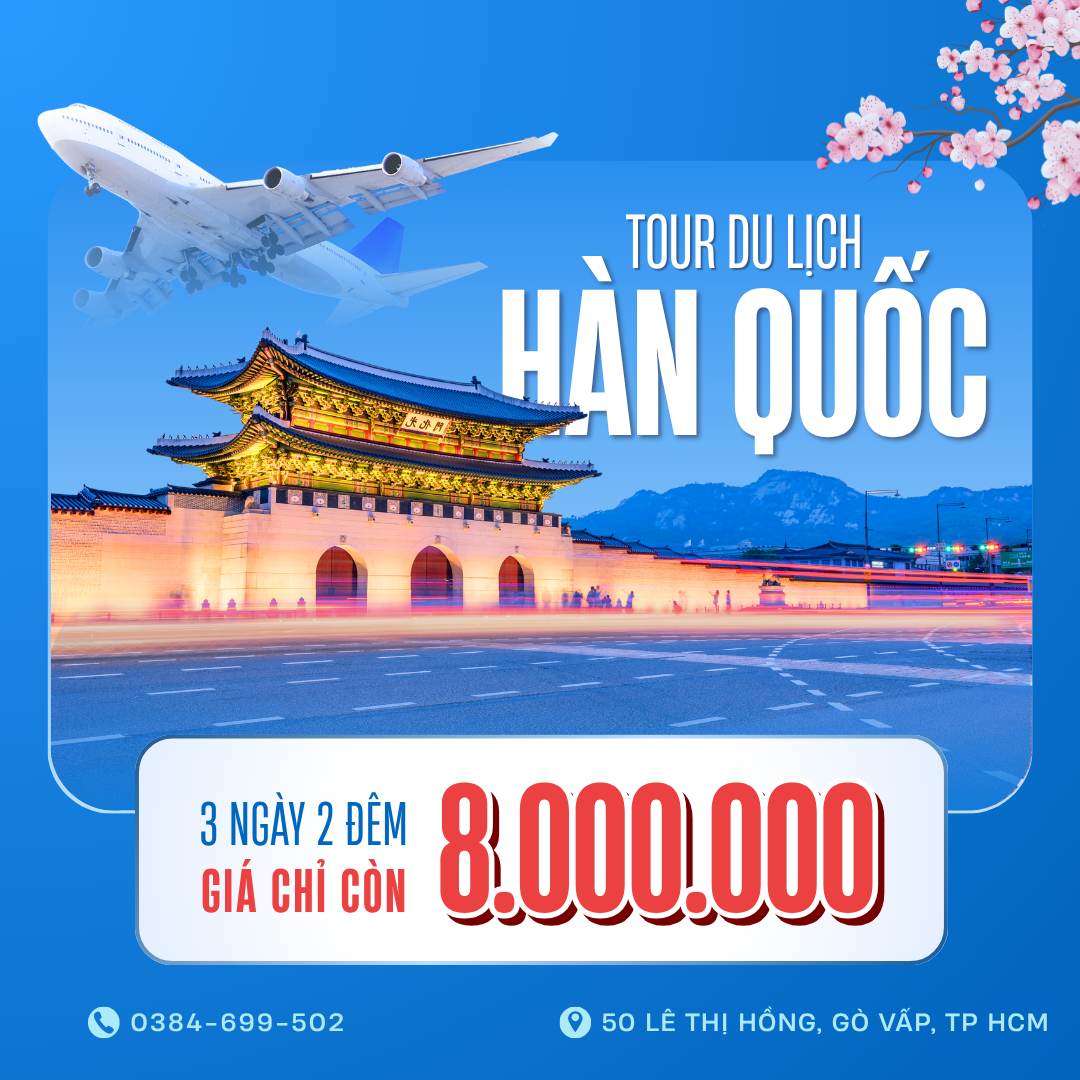 TOUR DU LỊCH
HÀN QUỐC
3 NGÀY 2 ĐÊM
GIÁ CHỈ CÒN
8.000.000
0384-699-502
50 LÊ THỊ HỒNG, GÒ VẤP, TP HCM